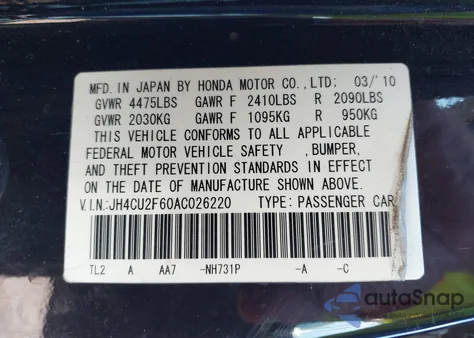 MFD. IN JAPAN BY HONDA MOTOR CO.,LTD: 03/'10
GVWR 4475LBS GAWR F 2410LBS R 2090LBS
GVWR 2030KG GAWR F 1095KG R 950KG
THIS VEHICLE CONFORMS TO ALL APPLICABLE
FEDERAL MOTOR VEHICLE SAFETY ,BUMPER,
AND THEFT PREVENTION STANDARDS IN EFFECT
ON THE DATE OF MANUFACTURE SHOWN ABOVE.
V.I.N:JH4CU2F60AC026220 TYPE: PASSENGER CAR
TL2 A AA7 -NH731P -A -C
autoSnap